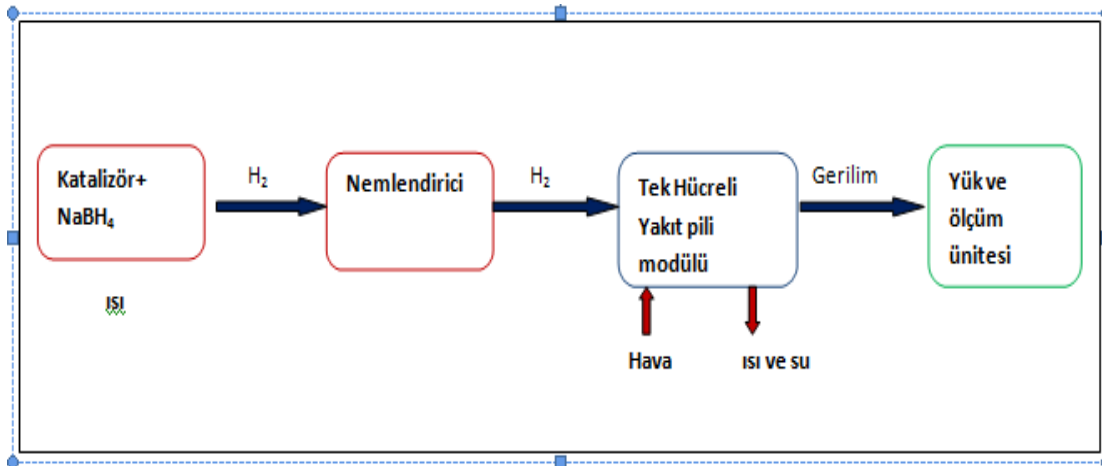 Katalizör+
NaBH₄
H₂
Nemlendirici
H₂
Tek Hücreli
Yakıt pili
modülü
Gerilim
Yük ve
ölçüm
ünitesi
ısı
Hava
ısı ve su